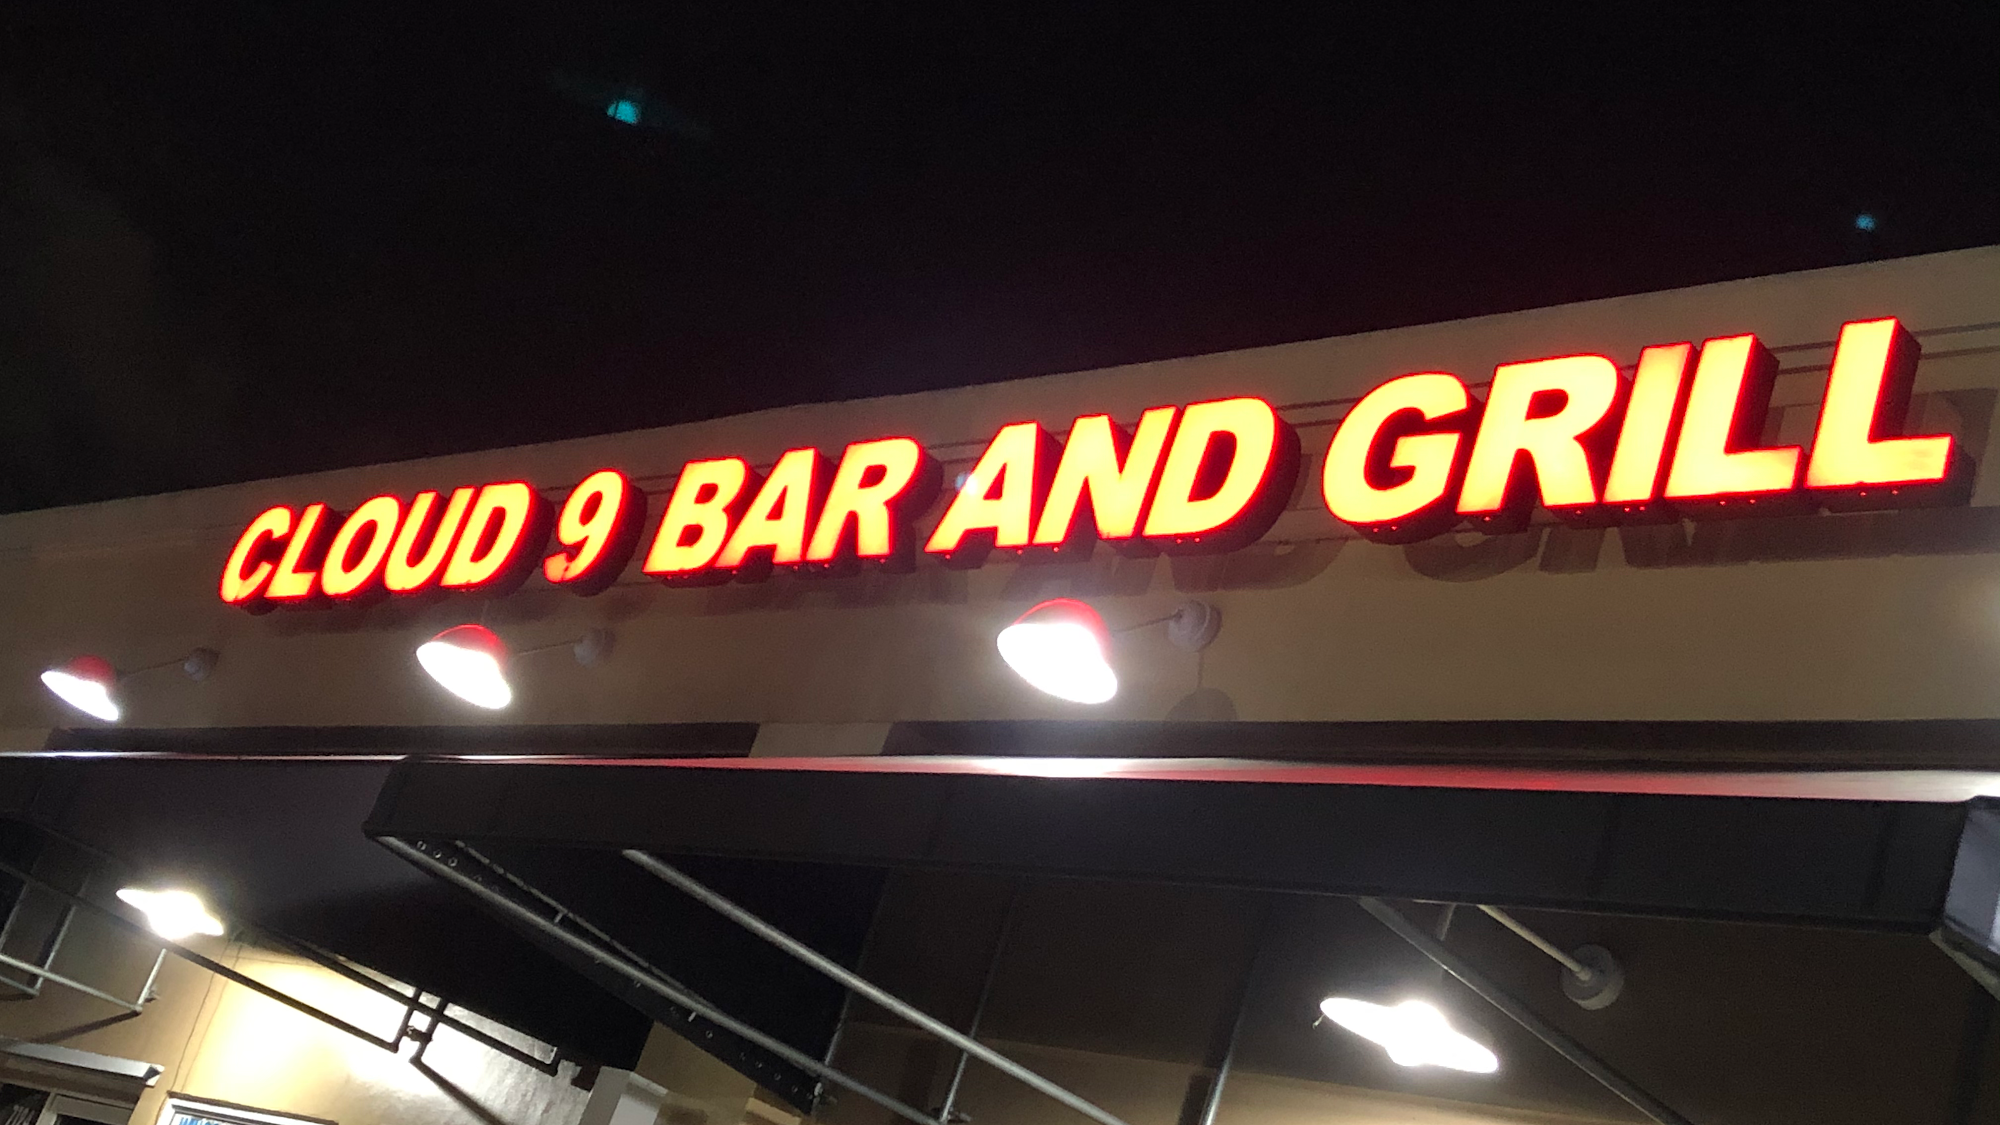 CLOUD 9 BAR AND GRILL